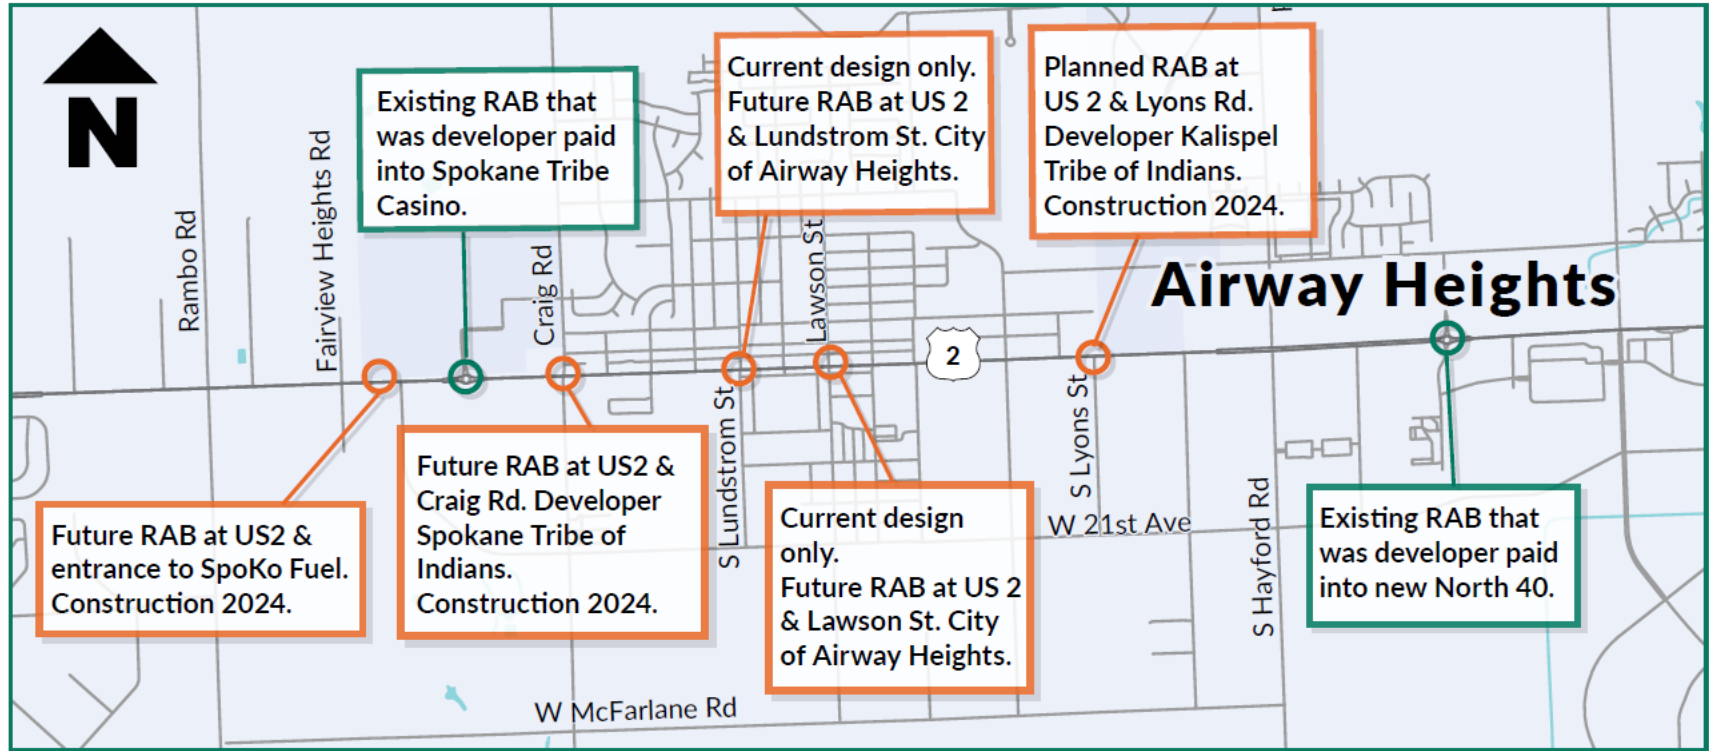 N
Existing RAB that
was developer paid
into Spokane Tribe
Casino.
Current design only.
Future RAB at US 2
& Lundstrom St. City
of Airway Heights.
Planned RAB at
US 2 & Lyons Rd.
Developer Kalispel
Tribe of Indians.
Construction 2024.
Rambo Rd
Fairview Heights Rd
Craig Rd
Lawson St
Airway Heights
2
S Lundstrom St
S Lyons St
W 21st Ave
S Hayford Rd
Future RAB at US2 &
entrance to SpoKo Fuel.
Construction 2024.
Future RAB at US2 &
Craig Rd. Developer
Spokane Tribe of
Indians.
Construction 2024.
Current design
only.
Future RAB at US 2
& Lawson St. City
of Airway Heights.
Existing RAB that
was developer paid
into new North 40.
W McFarlane Rd